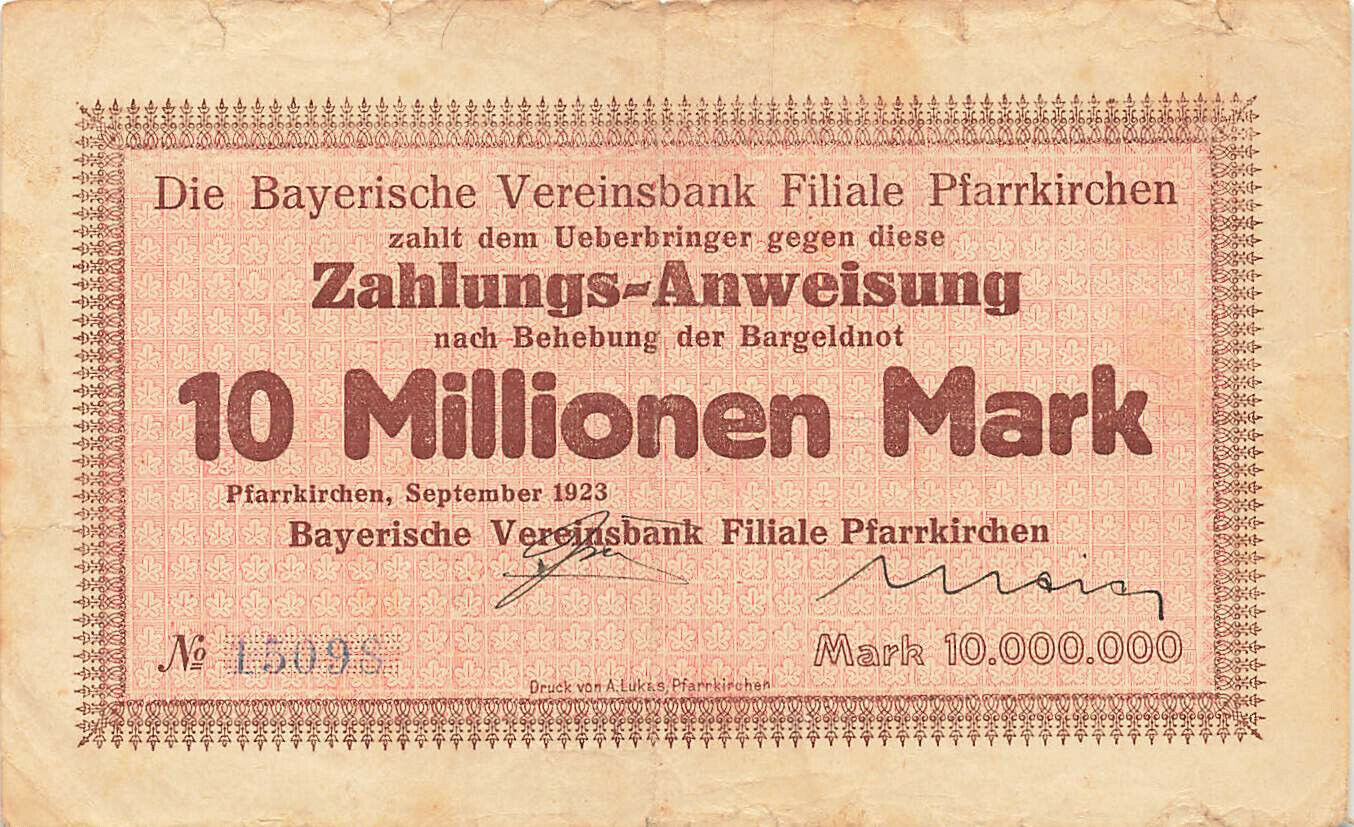 Die Bayerische Vereinsbank Filiale Pfarrkirchen
zahlt dem Ueberbringer gegen diese
Zahlungs-Anweisung
nach Behebung der Bargeldnot
10 Millionen Mark
Pfarrkirchen, September 1923
Bayerische Vereinsbank Filiale Pfarrkirchen
№ 15098
Mark 10.000.000
Druck von A. Lukas, Pfarrkirchen